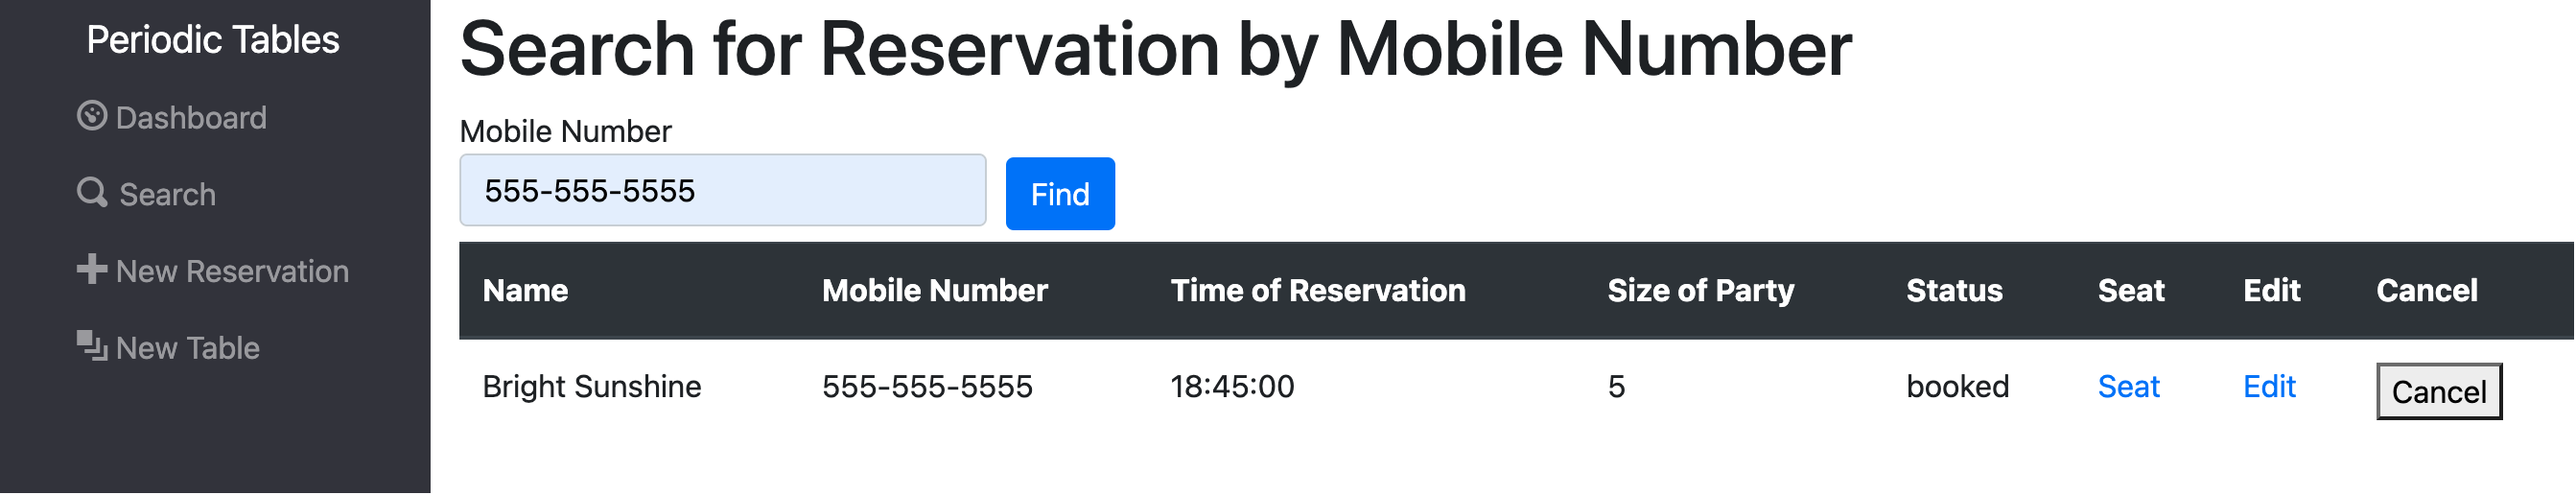 Periodic Tables
Dashboard
Search
New Reservation
New Table
Search for Reservation by Mobile Number
Mobile Number
555-555-5555 Find
Name Mobile Number Time of Reservation Size of Party Status Seat Edit Cancel
Bright Sunshine 555-555-5555 18:45:00 5 booked Seat Edit Cancel